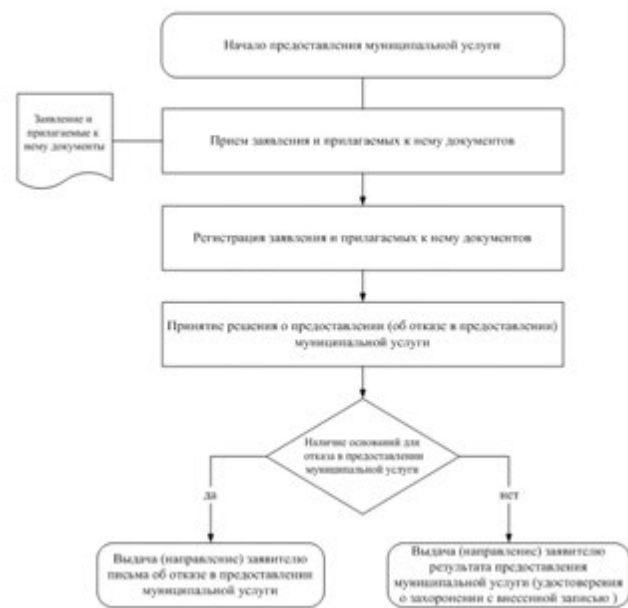 Начало предоставления муниципальной услуги
Заявление и
прилагаемые к
нему документы
Прием заявления и прилагаемых к нему документов
Регистрация заявления и прилагаемых к нему документов
Принятие решения о предоставлении (об отказе в предоставлении)
муниципальной услуги
Наличие оснований для
отказа в предоставлении
муниципальной услуги
да
нет
Выдача (направление) заявителю
письма об отказе в предоставлении
муниципальной услуги
Выдача (направление) заявителю
результата предоставления
муниципальной услуги (удостоверения
о захоронении с внесенной записью )